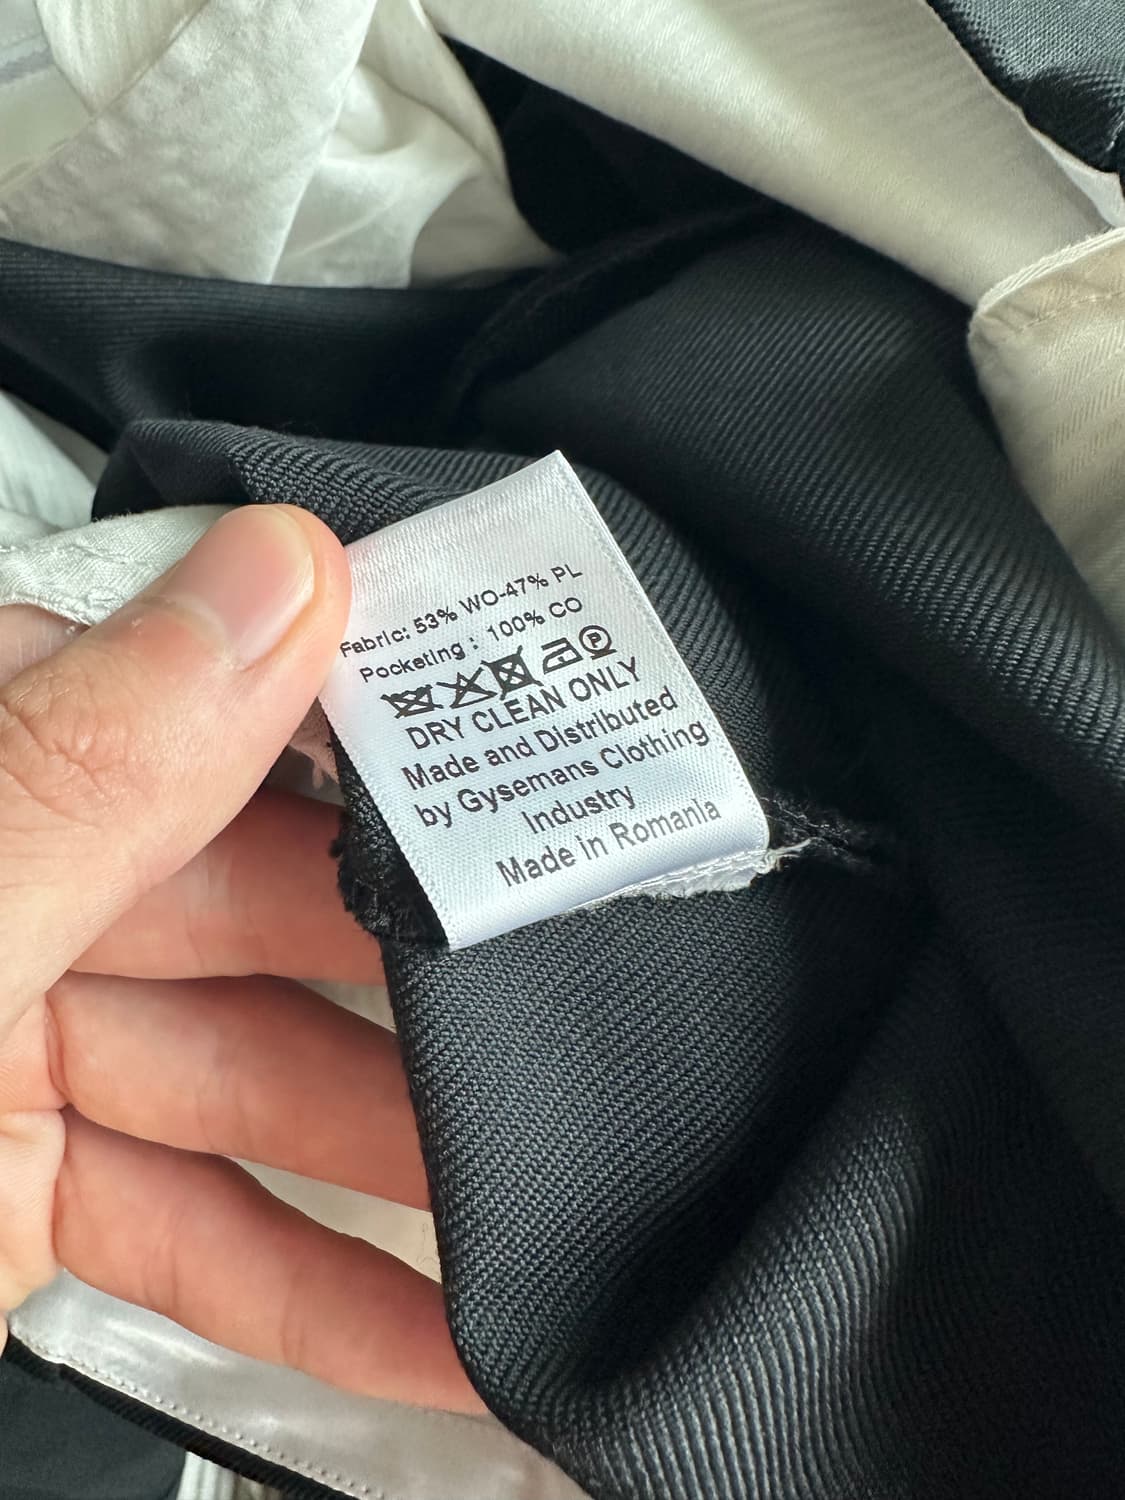 Fabric: 53% WO-47% PL
Pocketing : 100% CO
P
DRY CLEAN ONLY
Made and Distributed
by Gysemans Clothing
Industry
Made in Romania